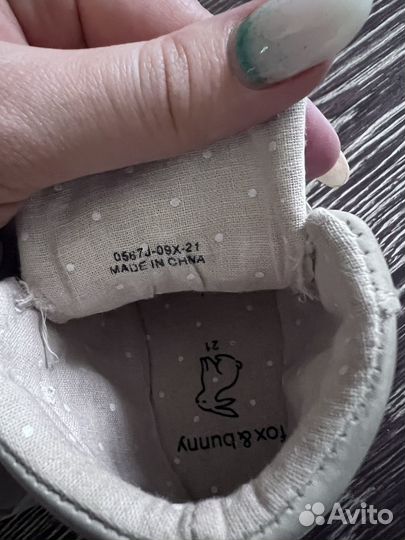 0567J-09X-21
MADE IN CHINA
21
fox&bunny
Avito